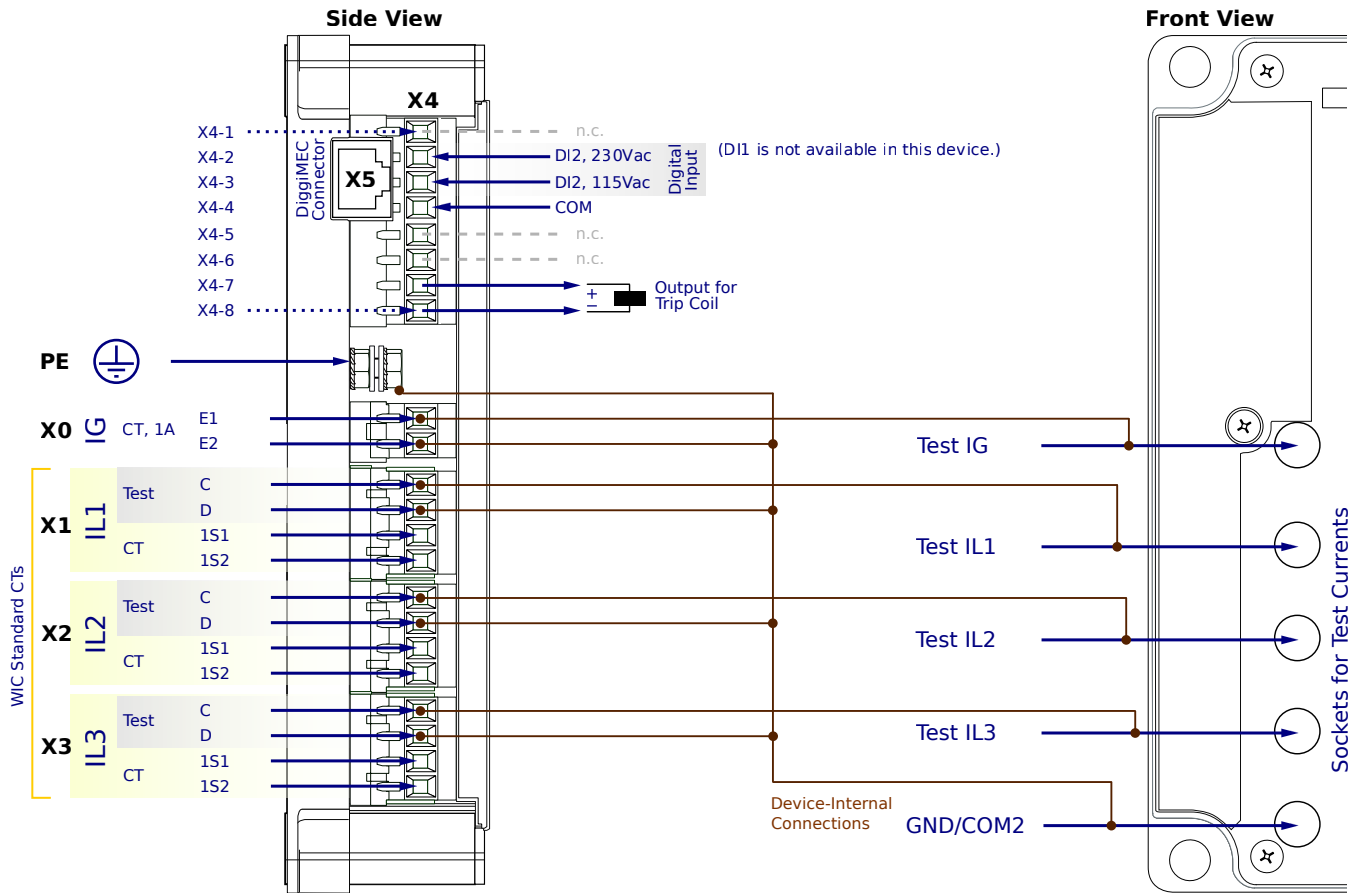 Side View
Front View
X4
X4-1
n.c.
X4-2
DI2, 230Vac
(DI1 is not available in this device.)
X4-3
DI2, 115Vac
Digital
Input
X4-4
COM
DiggiMEC
Connector
X5
X4-5
n.c.
X4-6
n.c.
X4-7
+
−
Output for
Trip Coil
X4-8
PE
X0
IG
CT, 1A
E1
E2
Test IG
WIC Standard CTs
X1
IL1
Test
C
D
CT
1S1
1S2
Test IL1
X2
IL2
Test
C
D
CT
1S1
1S2
Test IL2
X3
IL3
Test
C
D
CT
1S1
1S2
Test IL3
Sockets for Test Currents
Device-Internal
Connections
GND/COM2